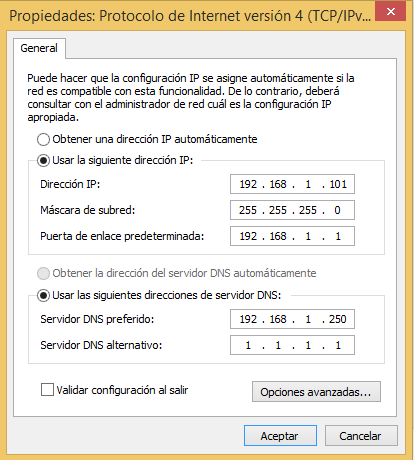 Propiedades: Protocolo de Internet versión 4 (TCP/IPv...
General
Puede hacer que la configuración IP se asigne automáticamente si la
red es compatible con esta funcionalidad. De lo contrario, deberá
consultar con el administrador de red cuál es la configuración IP
apropiada.
Obtener una dirección IP automáticamente
Usar la siguiente dirección IP:
Dirección IP: 192 . 168 . 1 . 101
Máscara de subred: 255 . 255 . 255 . 0
Puerta de enlace predeterminada: 192 . 168 . 1 . 1
Obtener la dirección del servidor DNS automáticamente
Usar las siguientes direcciones de servidor DNS:
Servidor DNS preferido: 192 . 168 . 1 . 250
Servidor DNS alternativo: 1 . 1 . 1 . 1
Validar configuración al salir
Opciones avanzadas...
Aceptar Cancelar